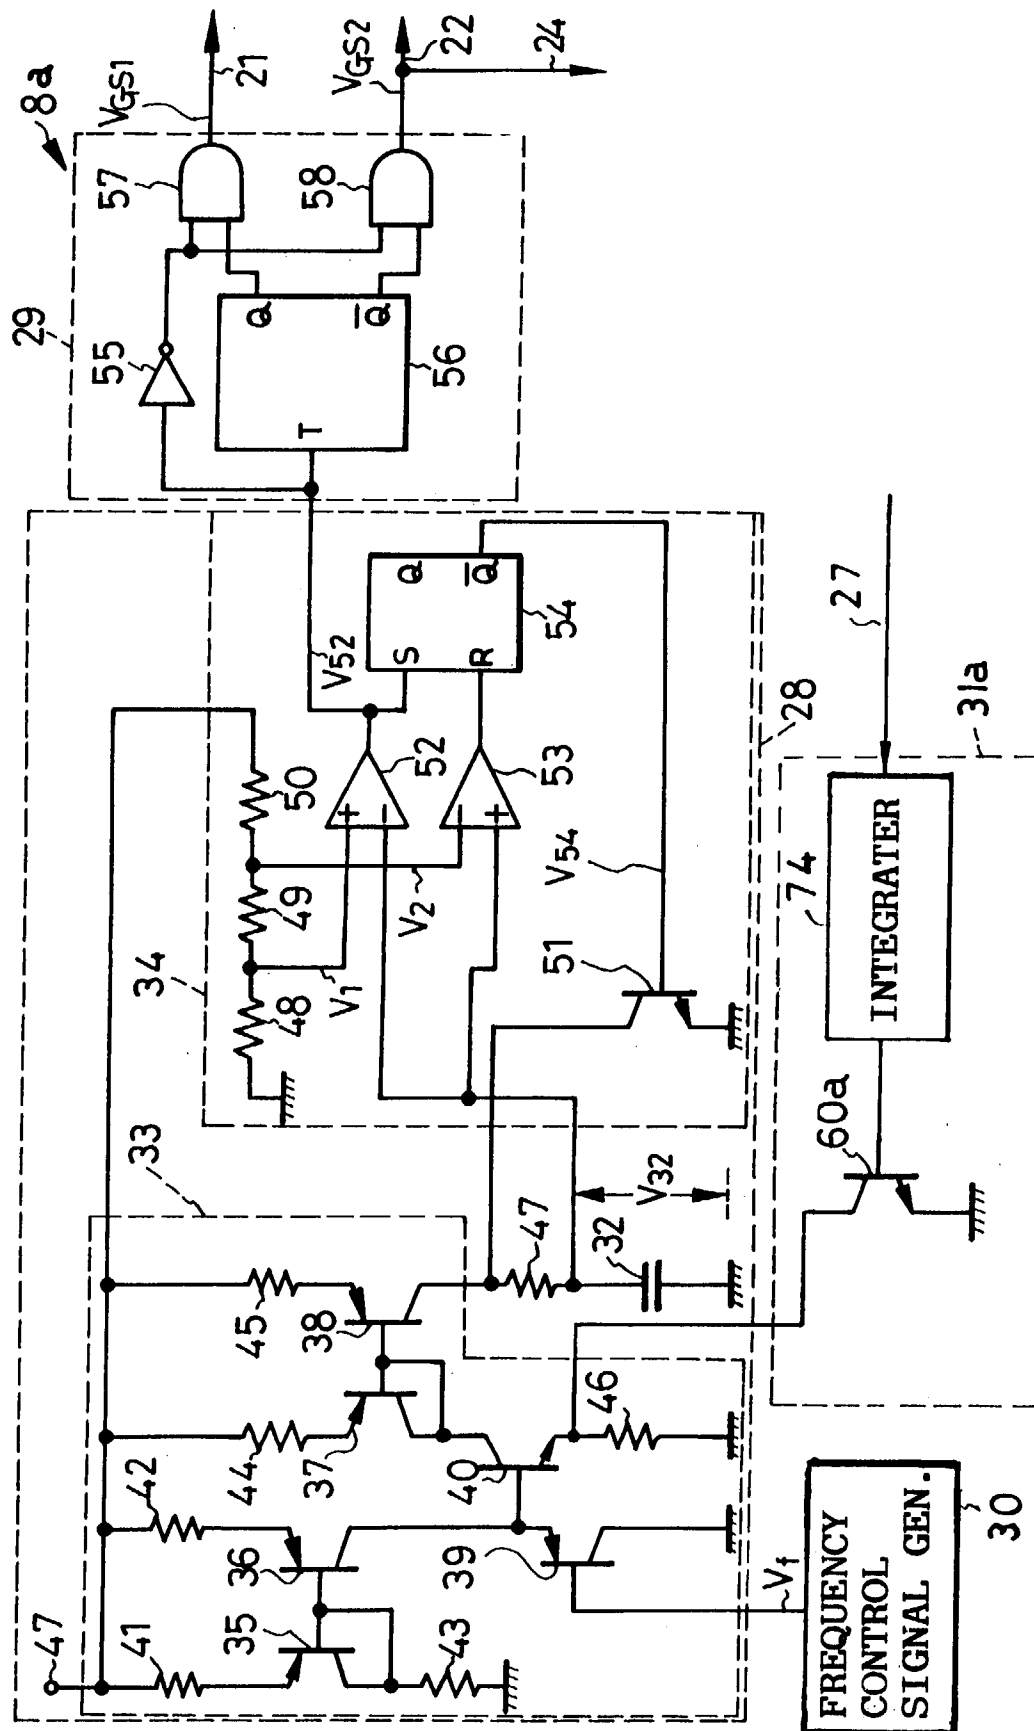 8a
29
55
57
58
VGS1
21
VGS2
22
24
T
Q
Q̅
56
34
48
49
50
V1
V2
52
53
V52
S
R
Q
Q̅
54
V54
51
28
33
47
41
42
35
36
43
44
45
37
38
39
40
46
47
32
V32
Vf
FREQUENCY
CONTROL
SIGNAL GEN.
30
60a
74
INTEGRATER
27
31a